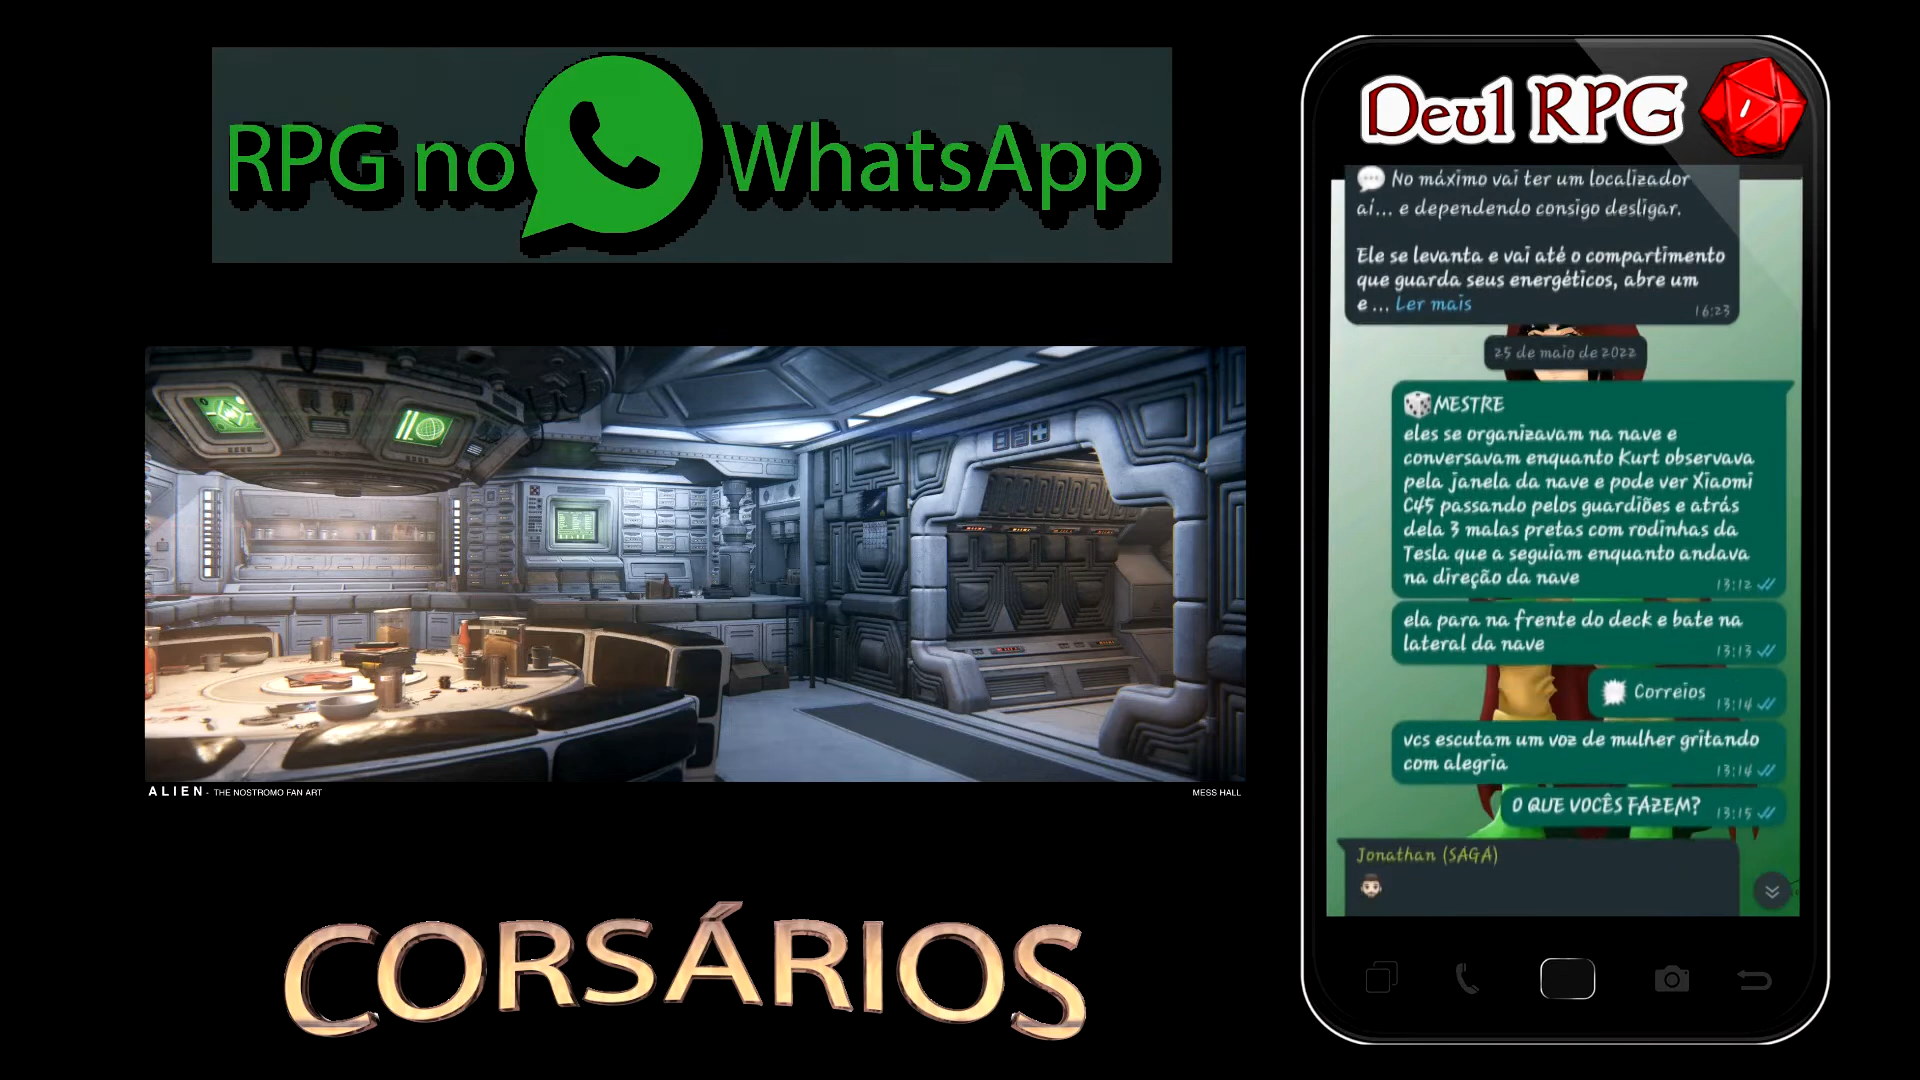 RPG no WhatsApp
ALIEN - THE NOSTROMO FAN ART
MESS HALL
CORSÁRIOS
Deu1 RPG
No máximo vai ter um localizador
aí... e dependendo consigo desligar.
Ele se levanta e vai até o compartimento
que guarda seus energéticos, abre um
e ... Ler mais
16:23
25 de maio de 2022
MESTRE
eles se organizavam na nave e
conversavam enquanto Kurt observava
pela janela da nave e pode ver Xiaomi
C45 passando pelos guardiões e atrás
dela 3 malas pretas com rodinhas da
Tesla que a seguiam enquanto andava
na direção da nave
13:12
ela para na frente do deck e bate na
lateral da nave
13:13
Correios
13:14
vcs escutam um voz de mulher gritando
com alegria
13:14
O QUE VOCÊS FAZEM?
13:15
Jonathan (SAGA)